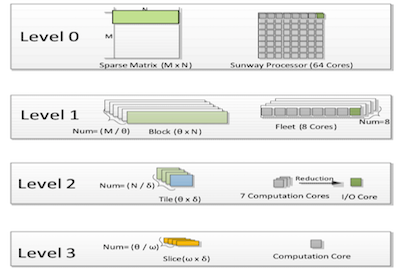 Level 0
N
M
Sparse Matrix (M x N)
Sunway Processor (64 Cores)
Level 1
Num= (M / θ)
Block (θ x N)
Fleet (8 Cores)
Num=8
Level 2
Num= (N / δ)
Tile(θ x δ)
Reduction
7 Computation Cores
I/O Core
Level 3
Num= (θ / ω)
Slice(ω x δ)
Computation Core